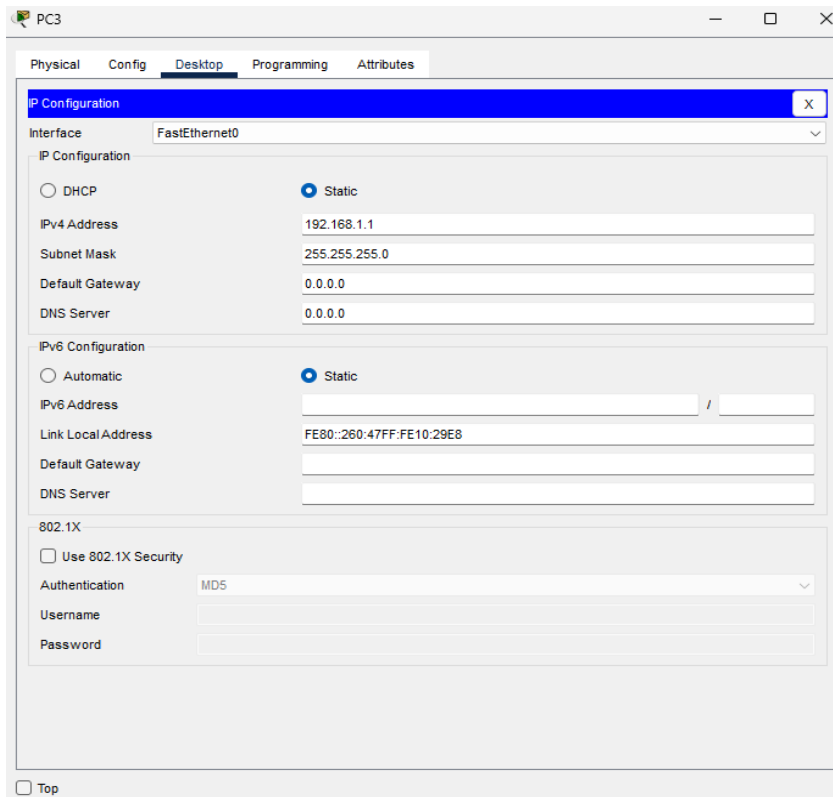 PC3
Physical Config Desktop Programming Attributes
IP Configuration X
Interface FastEthernet0
IP Configuration
DHCP Static
IPv4 Address 192.168.1.1
Subnet Mask 255.255.255.0
Default Gateway 0.0.0.0
DNS Server 0.0.0.0
IPv6 Configuration
Automatic Static
IPv6 Address /
Link Local Address FE80::260:47FF:FE10:29E8
Default Gateway
DNS Server
802.1X
Use 802.1X Security
Authentication MD5
Username
Password
Top